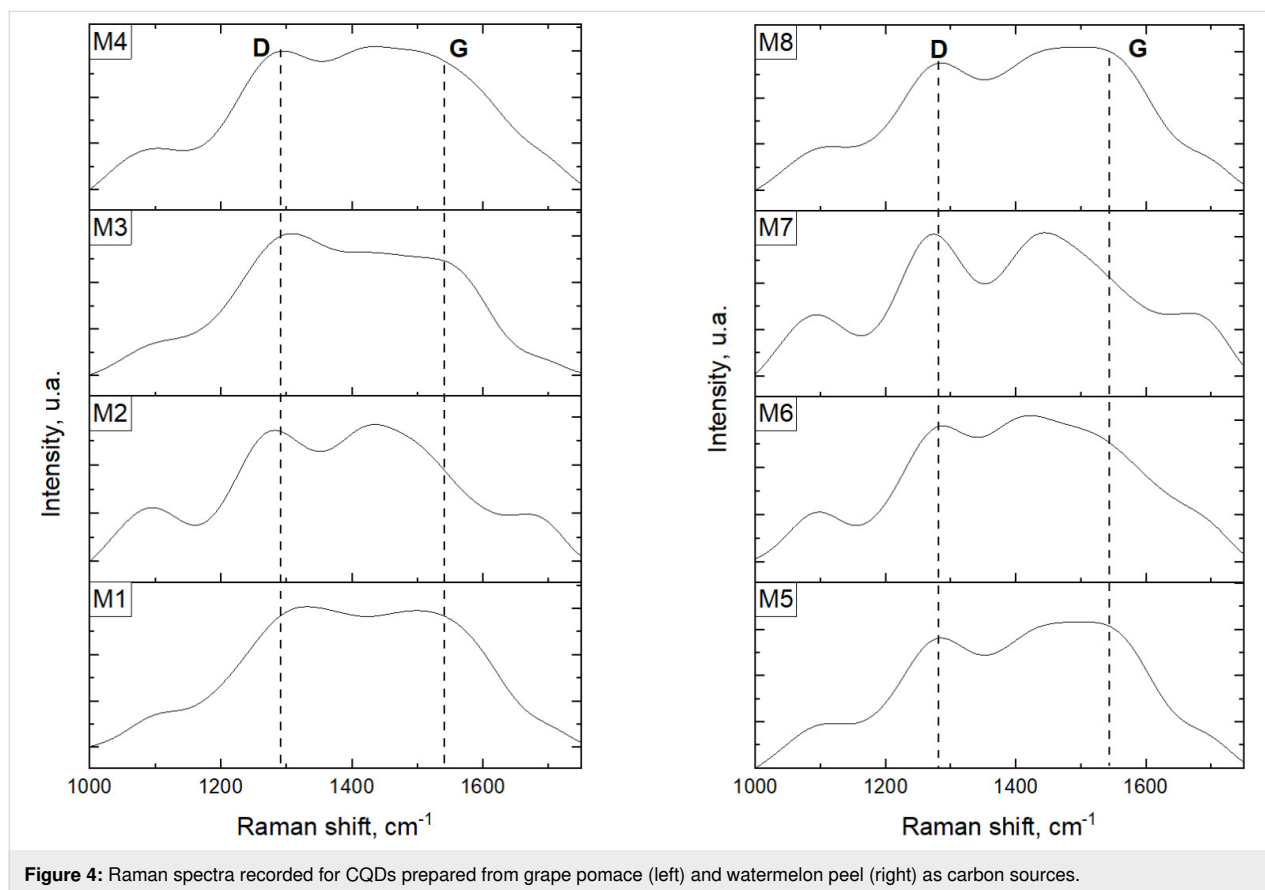 M4
D
G
M3
M2
M1
Intensity, u.a.
1000
1200
1400
1600
Raman shift, cm-1
M8
D
G
M7
M6
M5
Intensity, u.a.
1000
1200
1400
1600
Raman shift, cm-1
Figure 4: Raman spectra recorded for CQDs prepared from grape pomace (left) and watermelon peel (right) as carbon sources.